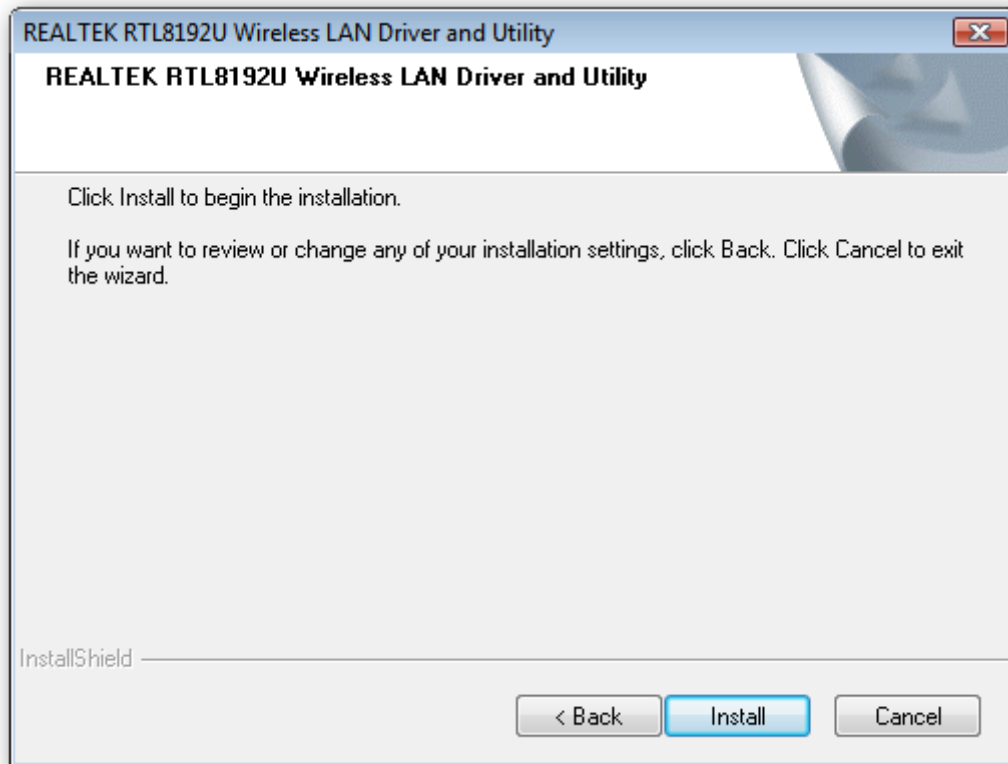 REALTEK RTL8192U Wireless LAN Driver and Utility
REALTEK RTL8192U Wireless LAN Driver and Utility
Click Install to begin the installation.
If you want to review or change any of your installation settings, click Back. Click Cancel to exit
the wizard.
InstallShield
< Back Install Cancel